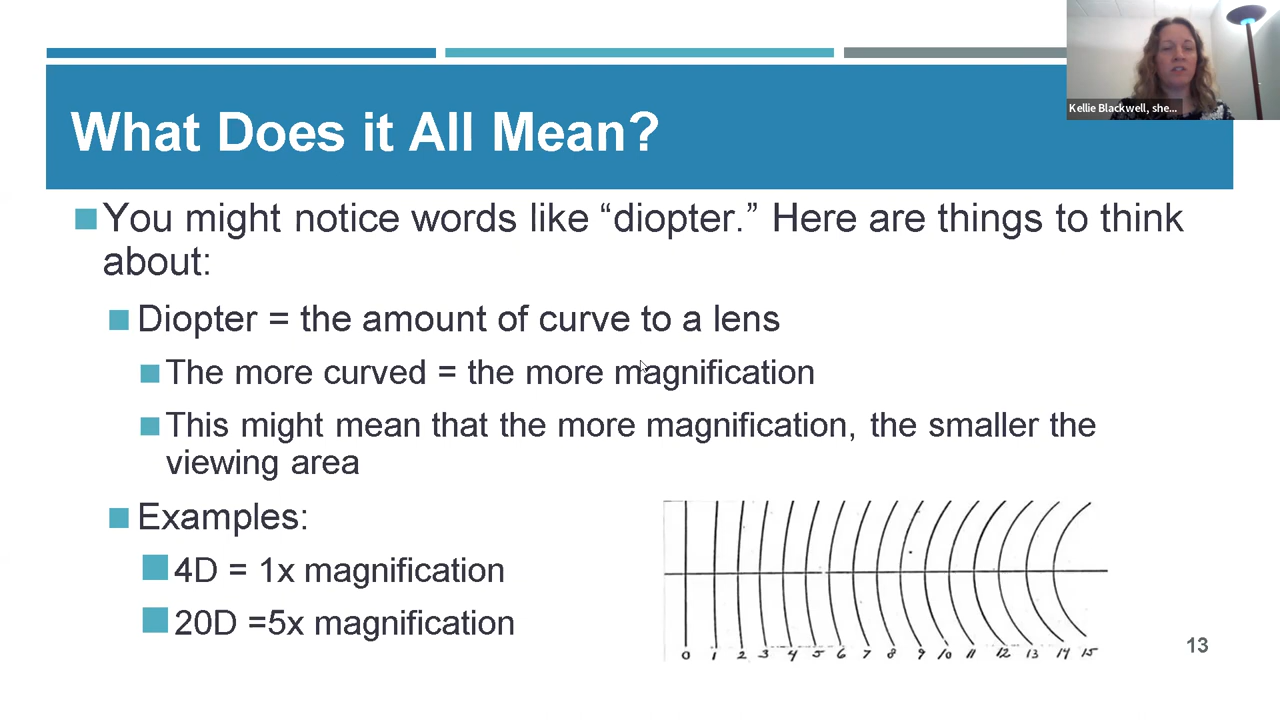 Kellie Blackwell, she...
What Does it All Mean?
You might notice words like “diopter.” Here are things to think
about:
Diopter = the amount of curve to a lens
The more curved = the more magnification
This might mean that the more magnification, the smaller the
viewing area
Examples:
4D = 1x magnification
20D =5x magnification
0 1 2 3 4 5 6 7 8 9 10 11 12 13 14 15
13